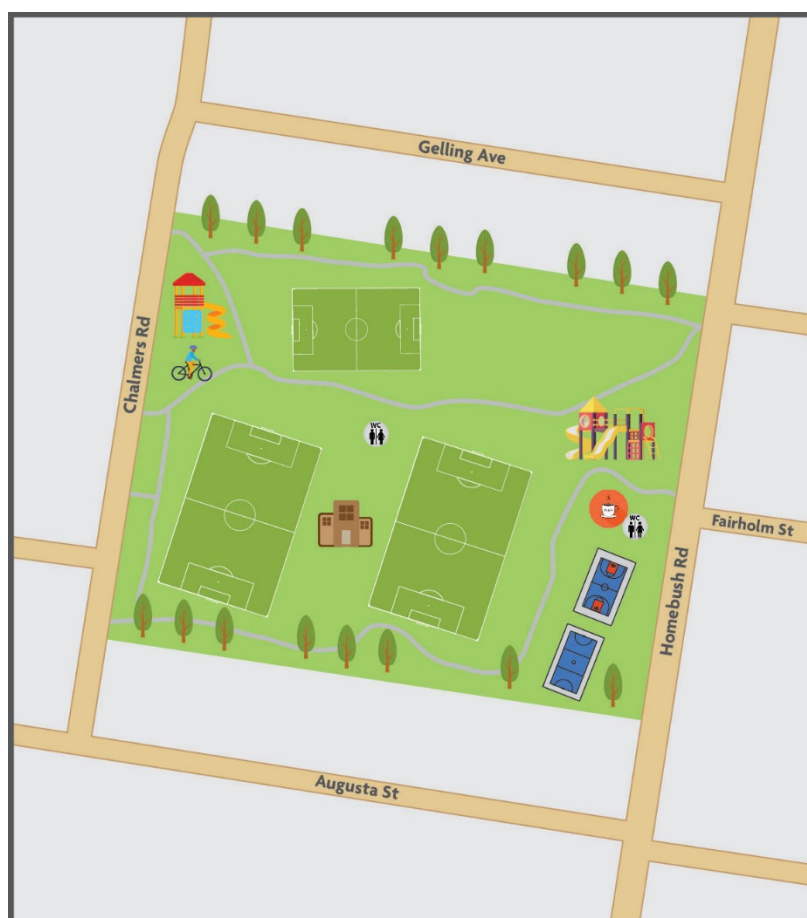 Gelling Ave
Chalmers Rd
WC
WC
Fairholm St
Homebush Rd
Augusta St